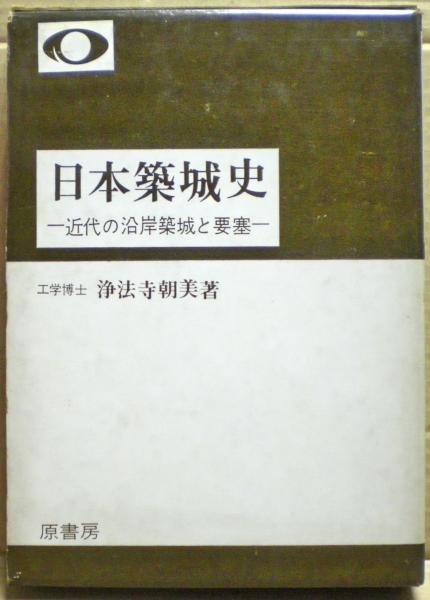 日本築城史
—近代の沿岸築城と要塞—
工学博士 浄法寺朝美著
原書房